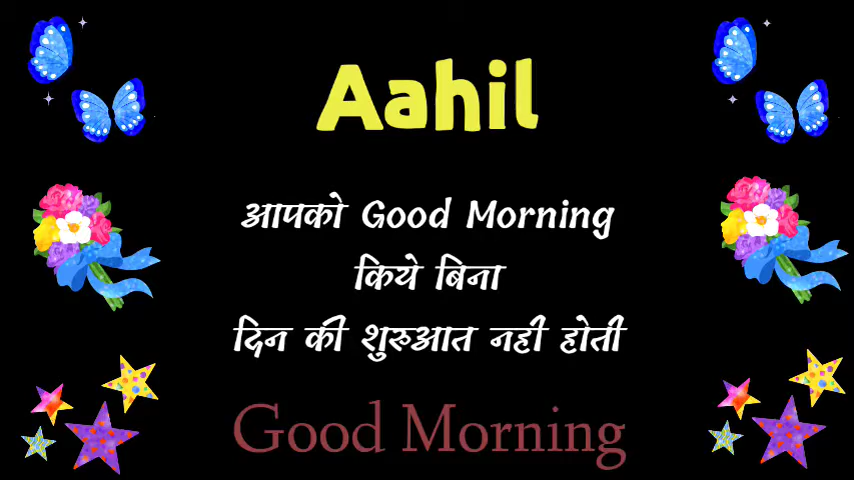 Aahil
आपको Good Morning
किये बिना
दिन की शुरुआत नही होती
Good Morning